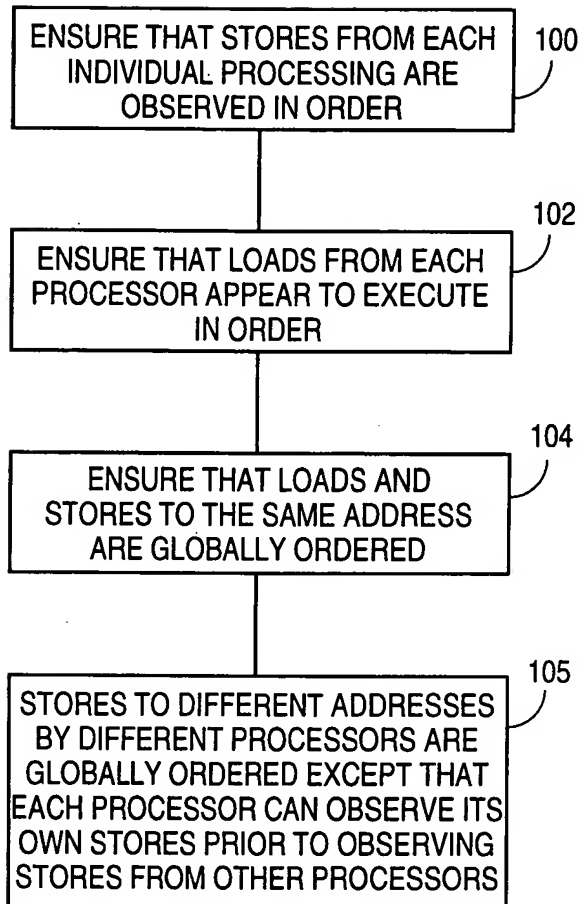 ENSURE THAT STORES FROM EACH
INDIVIDUAL PROCESSING ARE
OBSERVED IN ORDER
100
ENSURE THAT LOADS FROM EACH
PROCESSOR APPEAR TO EXECUTE
IN ORDER
102
ENSURE THAT LOADS AND
STORES TO THE SAME ADDRESS
ARE GLOBALLY ORDERED
104
STORES TO DIFFERENT ADDRESSES
BY DIFFERENT PROCESSORS ARE
GLOBALLY ORDERED EXCEPT THAT
EACH PROCESSOR CAN OBSERVE ITS
OWN STORES PRIOR TO OBSERVING
STORES FROM OTHER PROCESSORS
105